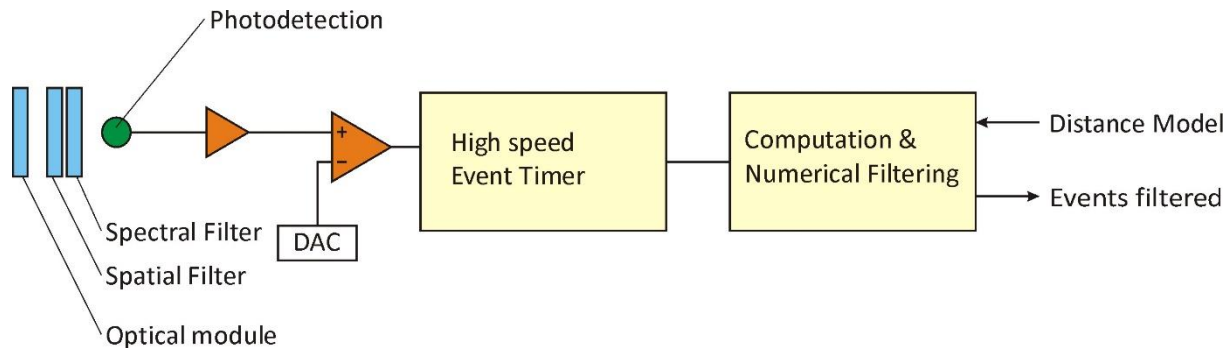 Photodetection
+
−
High speed
Event Timer
Computation &
Numerical Filtering
Distance Model
Events filtered
DAC
Spectral Filter
Spatial Filter
Optical module